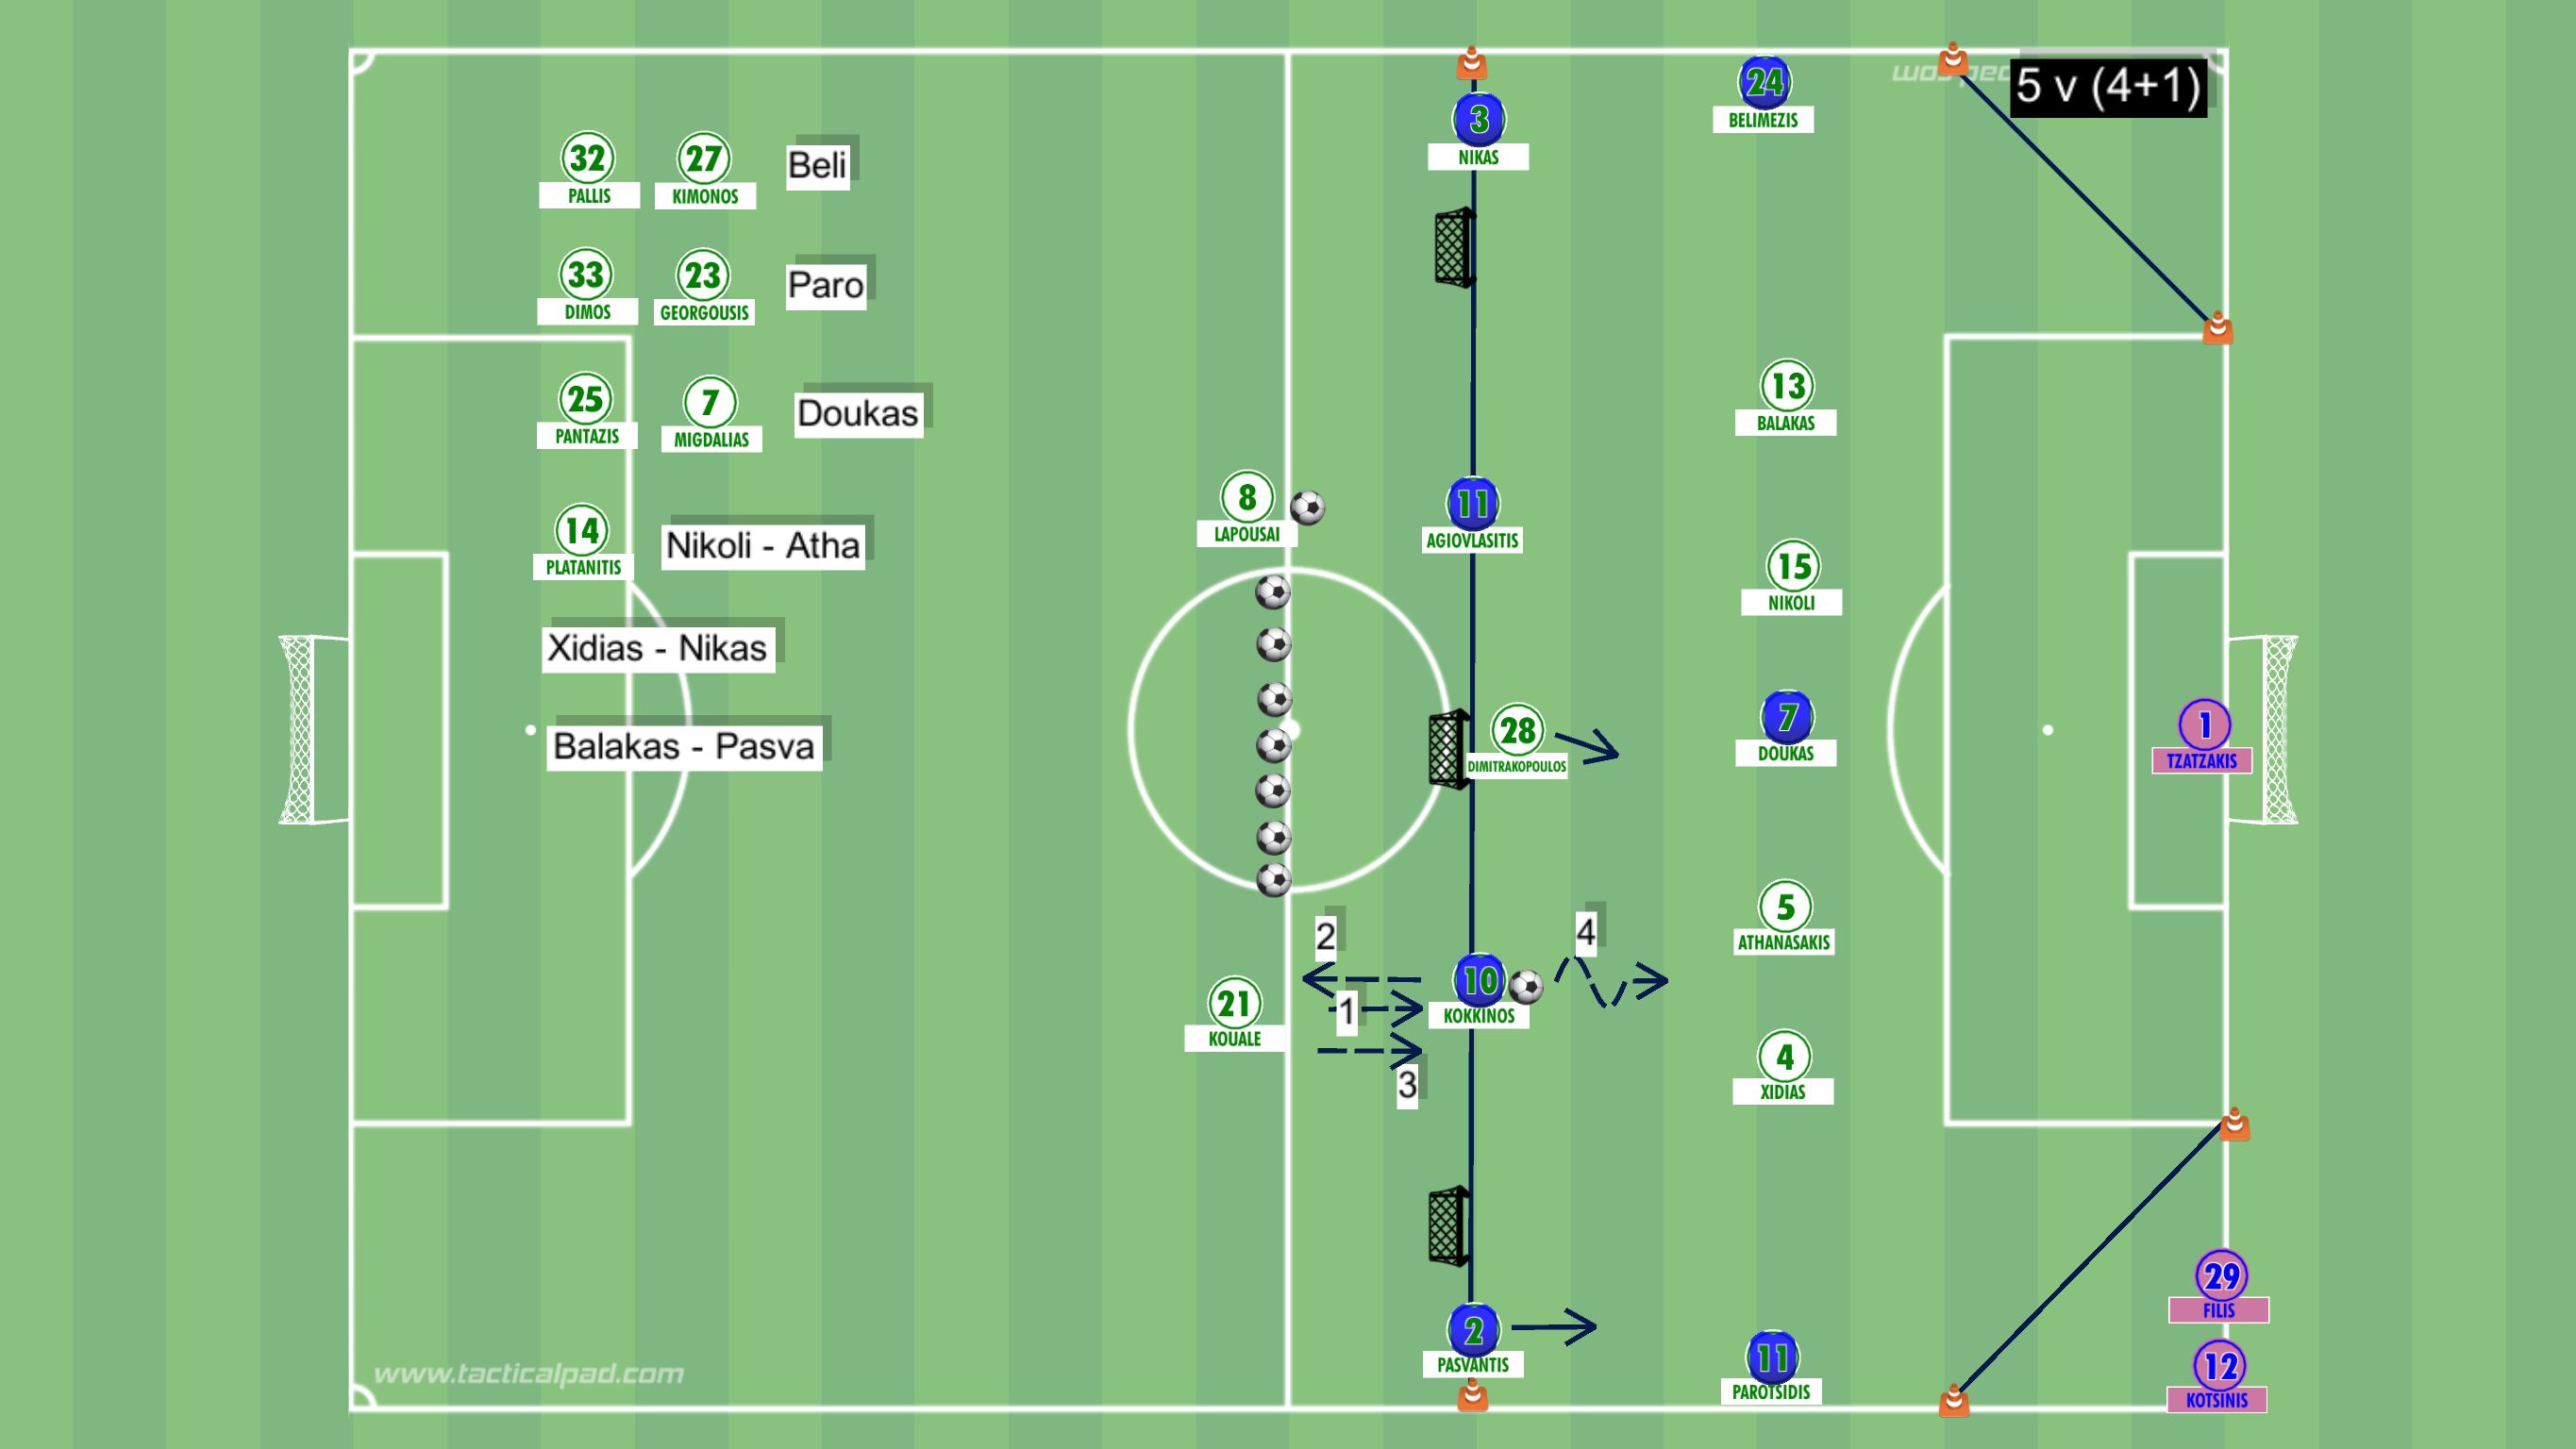 wospec
5 v (4+1)
24
BELIMEZIS
3
NIKAS
32
PALLIS
27
KIMONOS
Beli
33
DIMOS
23
GEORGOUSIS
Paro
25
PANTAZIS
7
MIGDALIAS
Doukas
13
BALAKAS
8
LAPOUSAI
11
AGIOVLASITIS
14
PLATANITIS
Nikoli - Atha
15
NIKOLI
Xidias - Nikas
Balakas - Pasva
28
DIMITRAKOPOULOS
7
DOUKAS
1
TZATZAKIS
5
ATHANASAKIS
2
4
10
KOKKINOS
1
21
KOUALE
3
4
XIDIAS
2
PASVANTIS
11
PAROTSIDIS
29
FILIS
12
KOTSINIS
www.tacticalpad.com